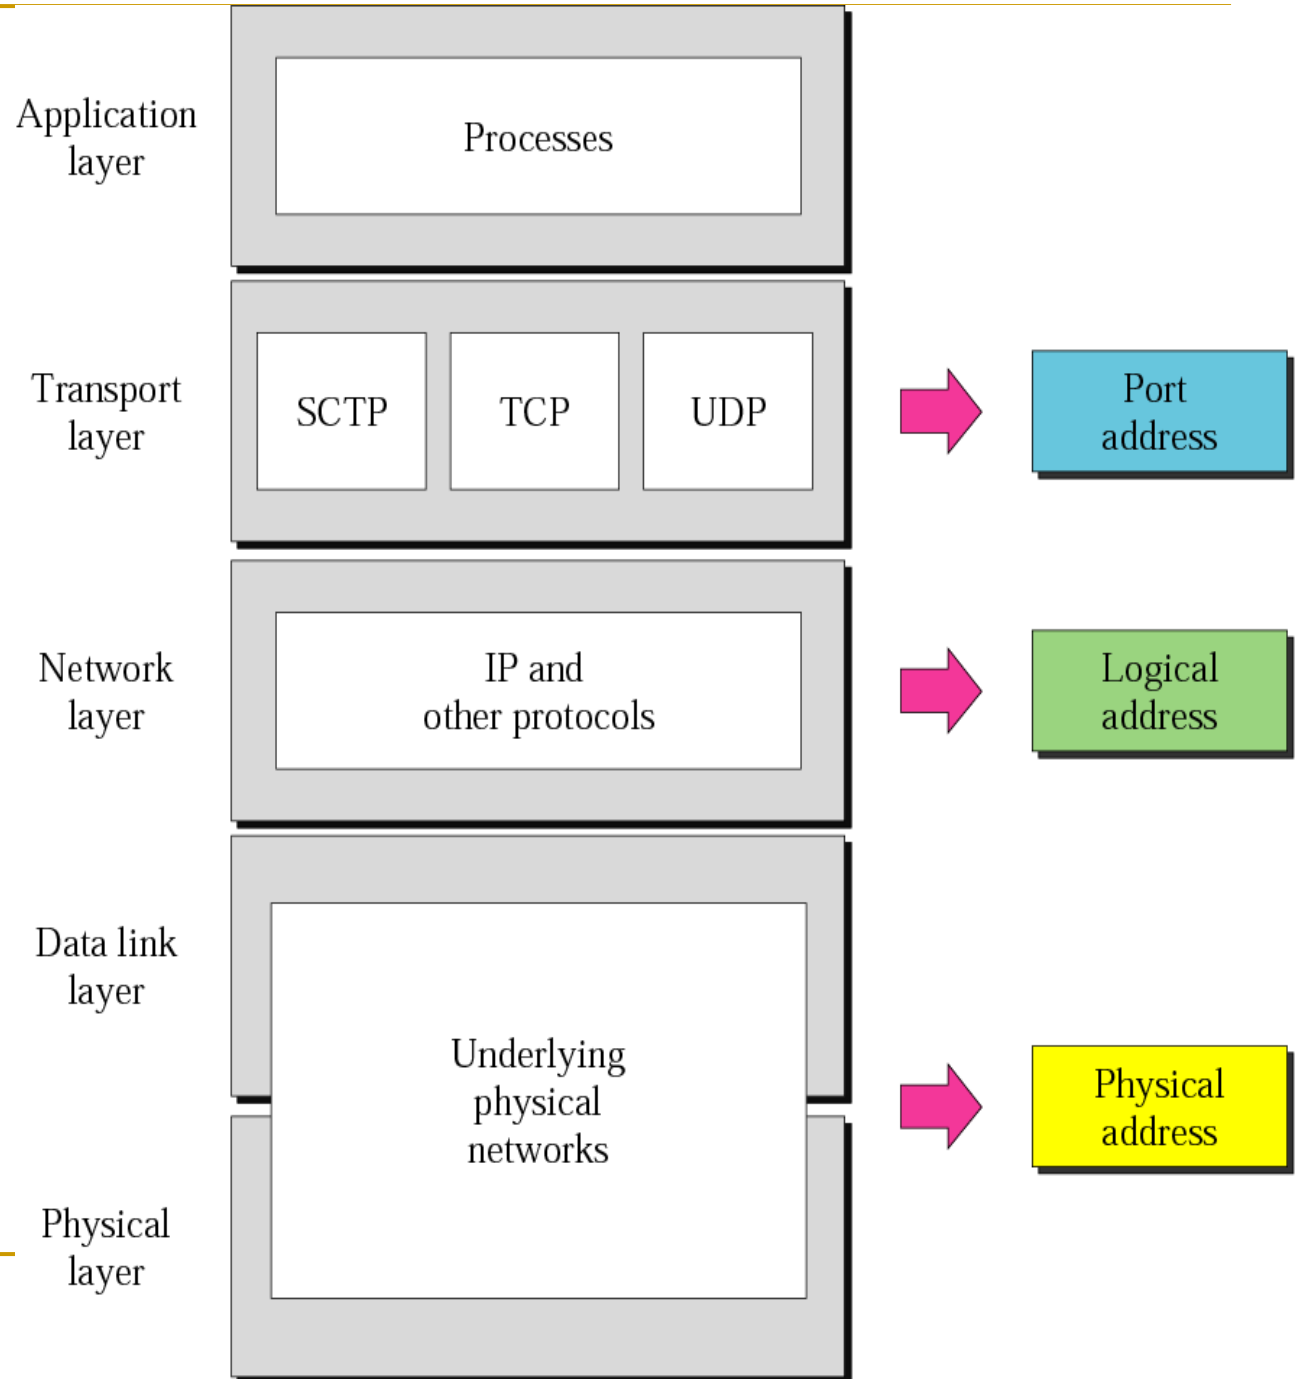 Application
layer
Processes
Transport
layer
SCTP
TCP
UDP
Port
address
Network
layer
IP and
other protocols
Logical
address
Data link
layer
Underlying
physical
networks
Physical
address
Physical
layer